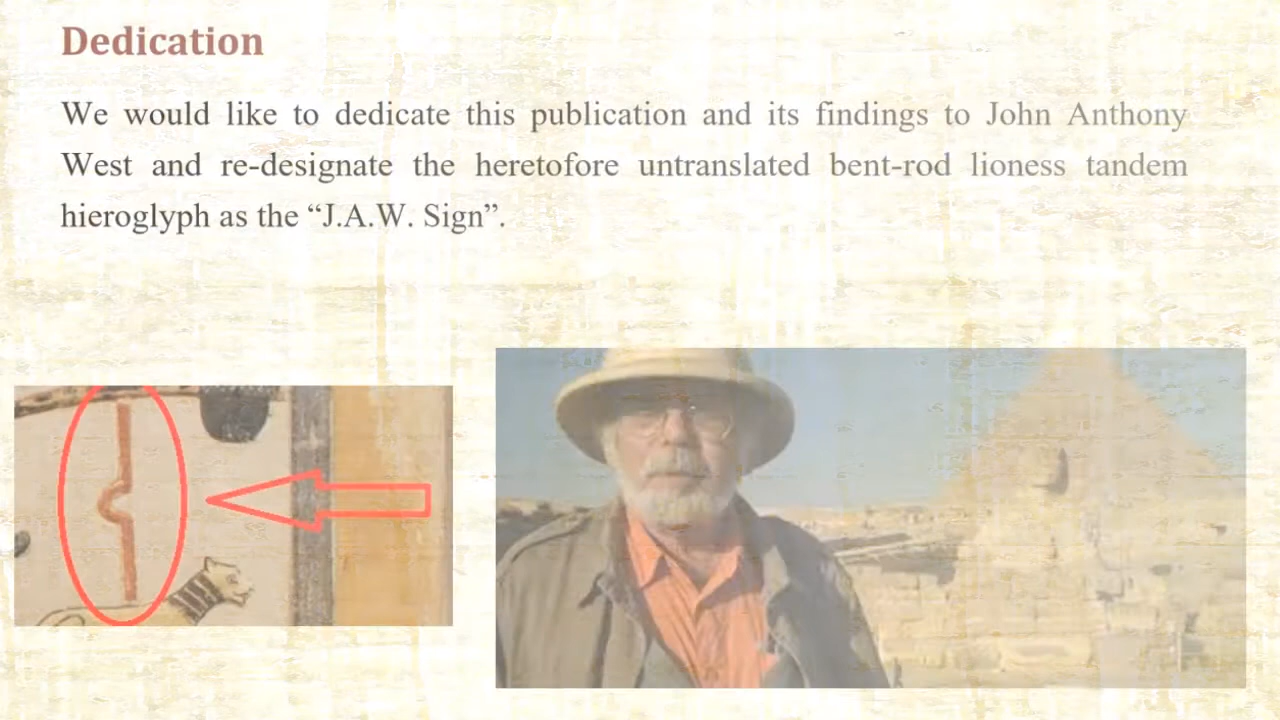 Dedication
We would like to dedicate this publication and its findings to John Anthony
West and re-designate the heretofore untranslated bent-rod lioness tandem
hieroglyph as the “J.A.W. Sign”.